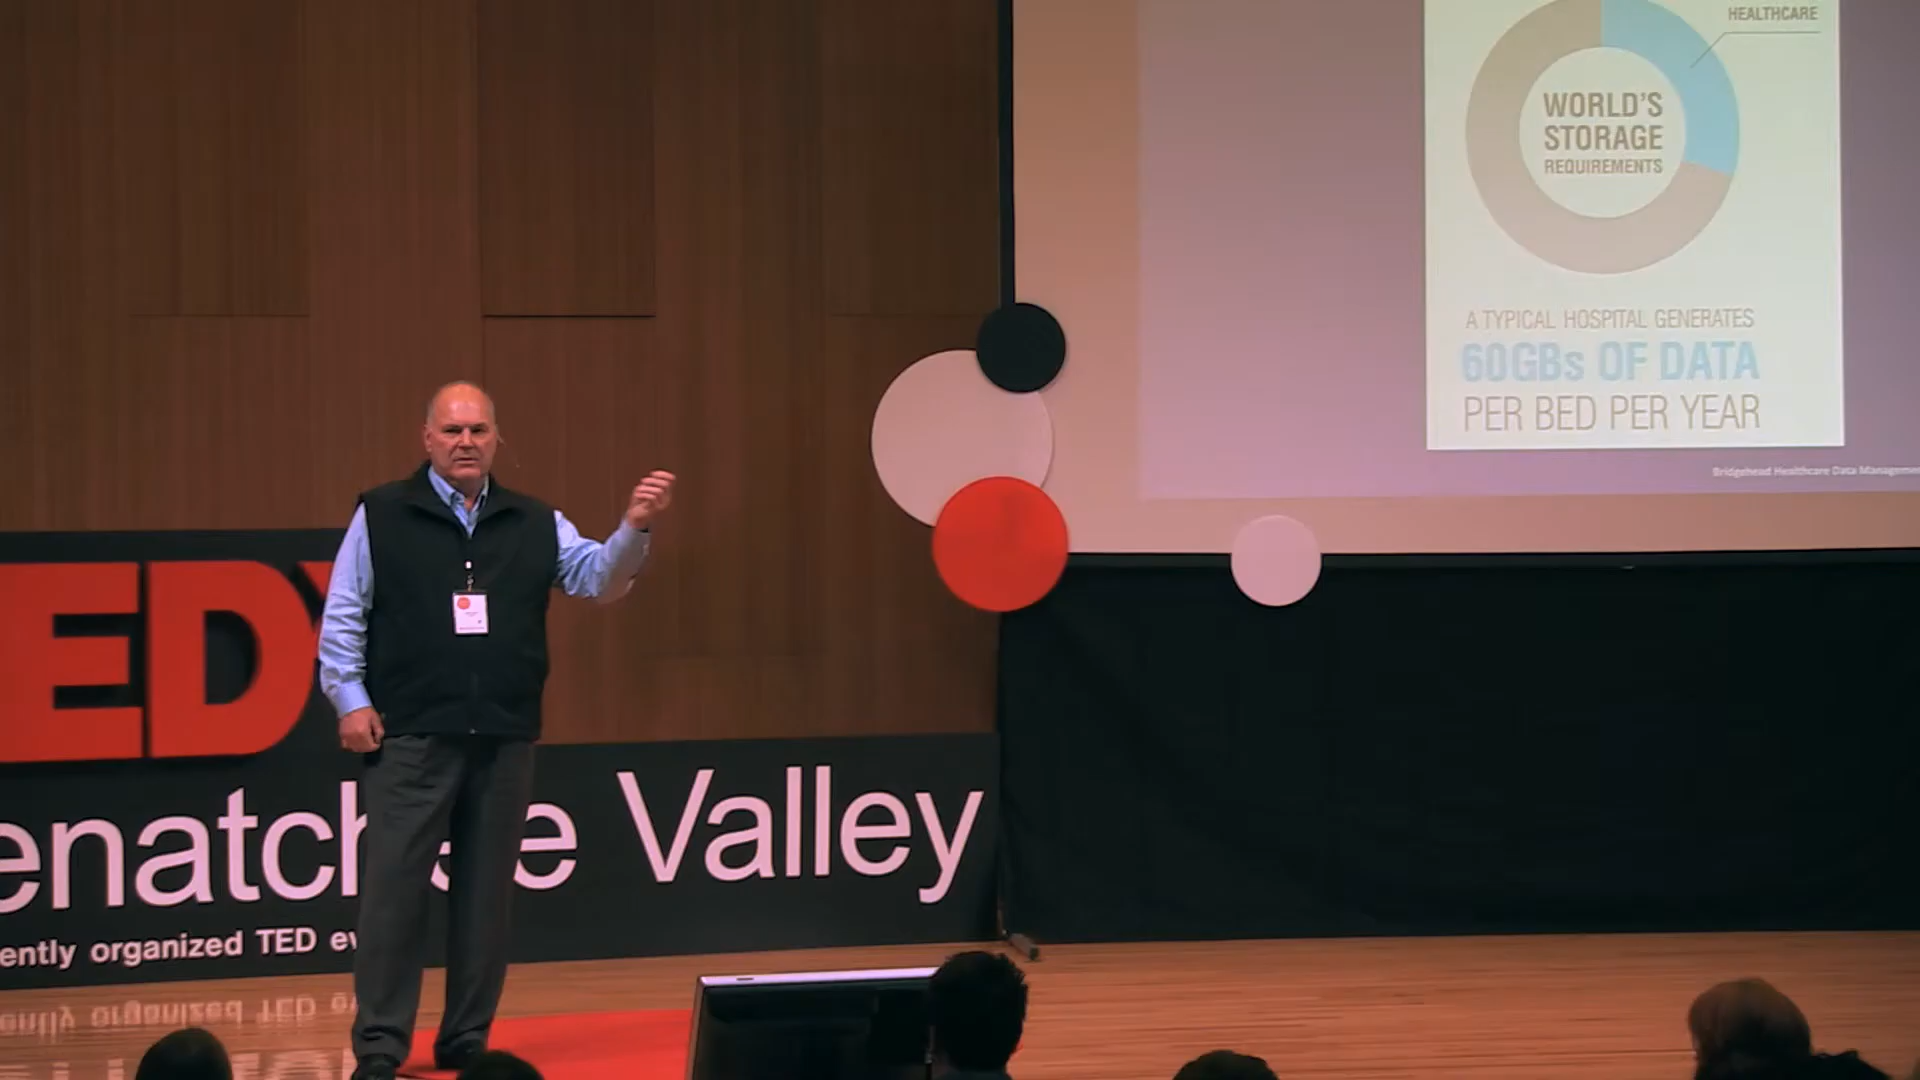 HEALTHCARE
WORLD'S
STORAGE
REQUIREMENTS
A TYPICAL HOSPITAL GENERATES
60GBs OF DATA
PER BED PER YEAR
Bridgehead Healthcare Data Managemen
EDx
enatchee Valley
ently organized TED ev